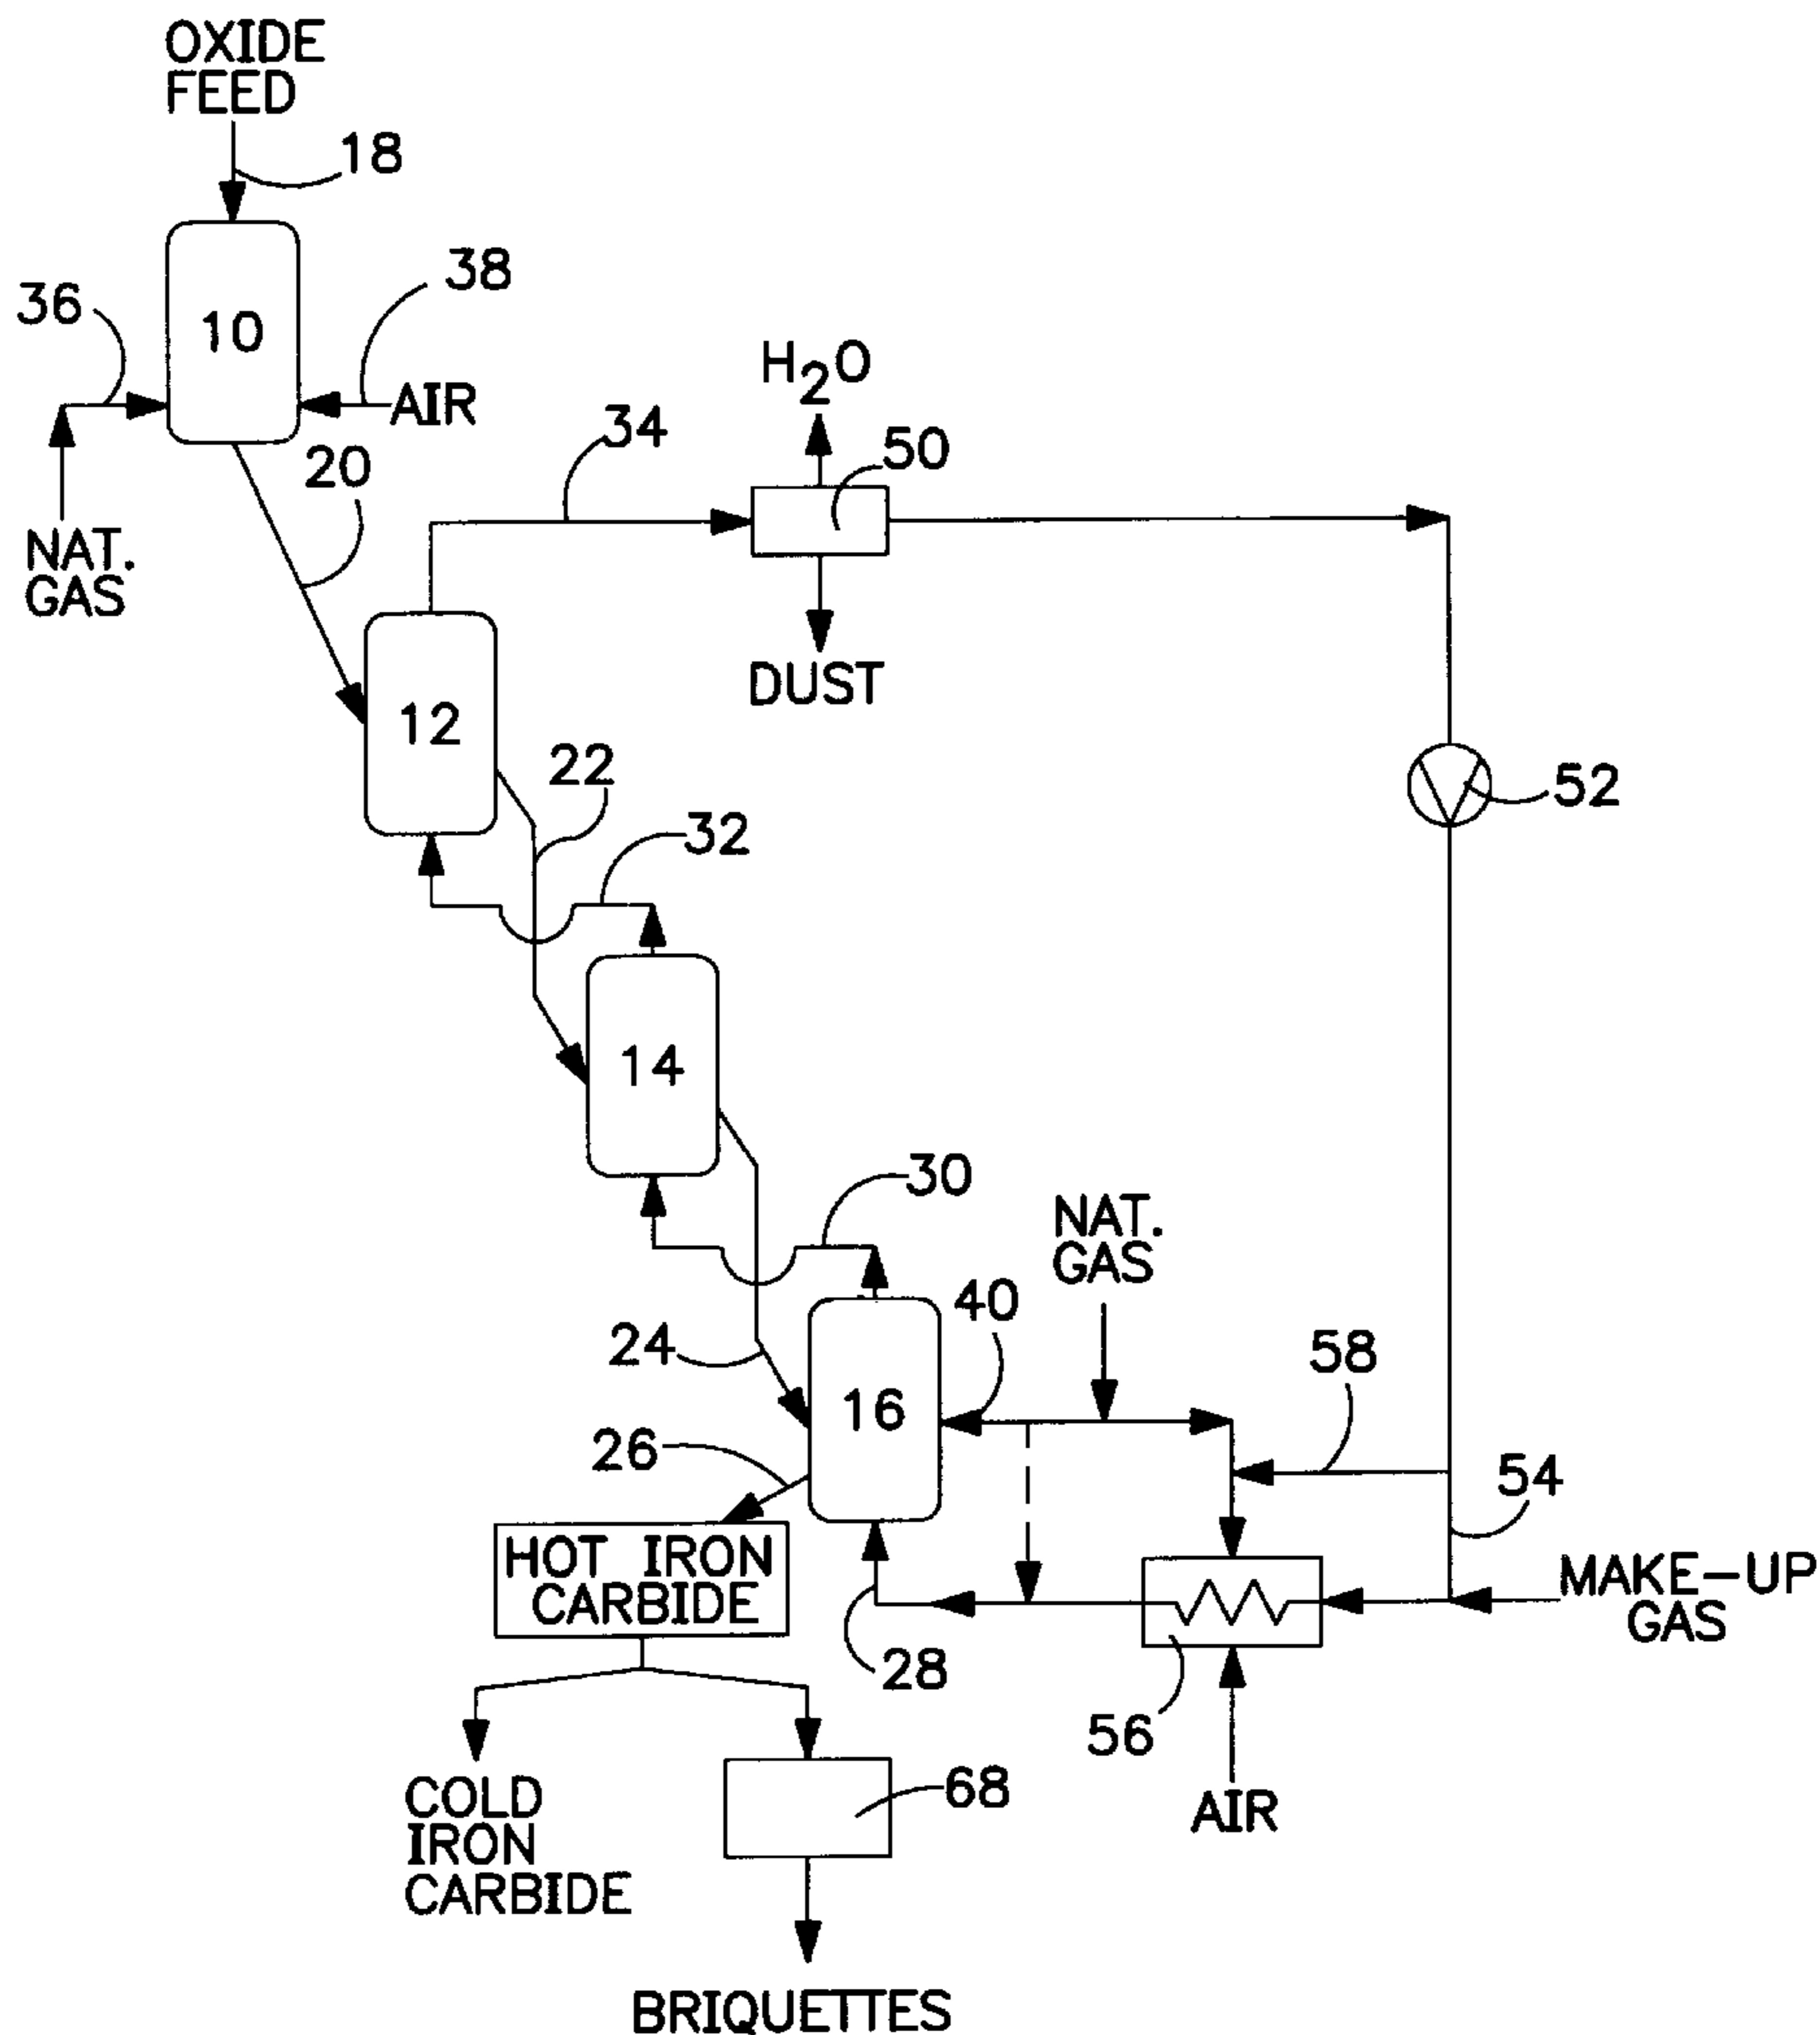 OXIDE
FEED
18
36
10
38
AIR
20
NAT.
GAS
34
H2O
50
DUST
12
22
32
52
14
30
NAT.
GAS
24
40
16
58
26
54
HOT IRON
CARBIDE
MAKE-UP
GAS
28
56
AIR
68
COLD
IRON
CARBIDE
BRIQUETTES